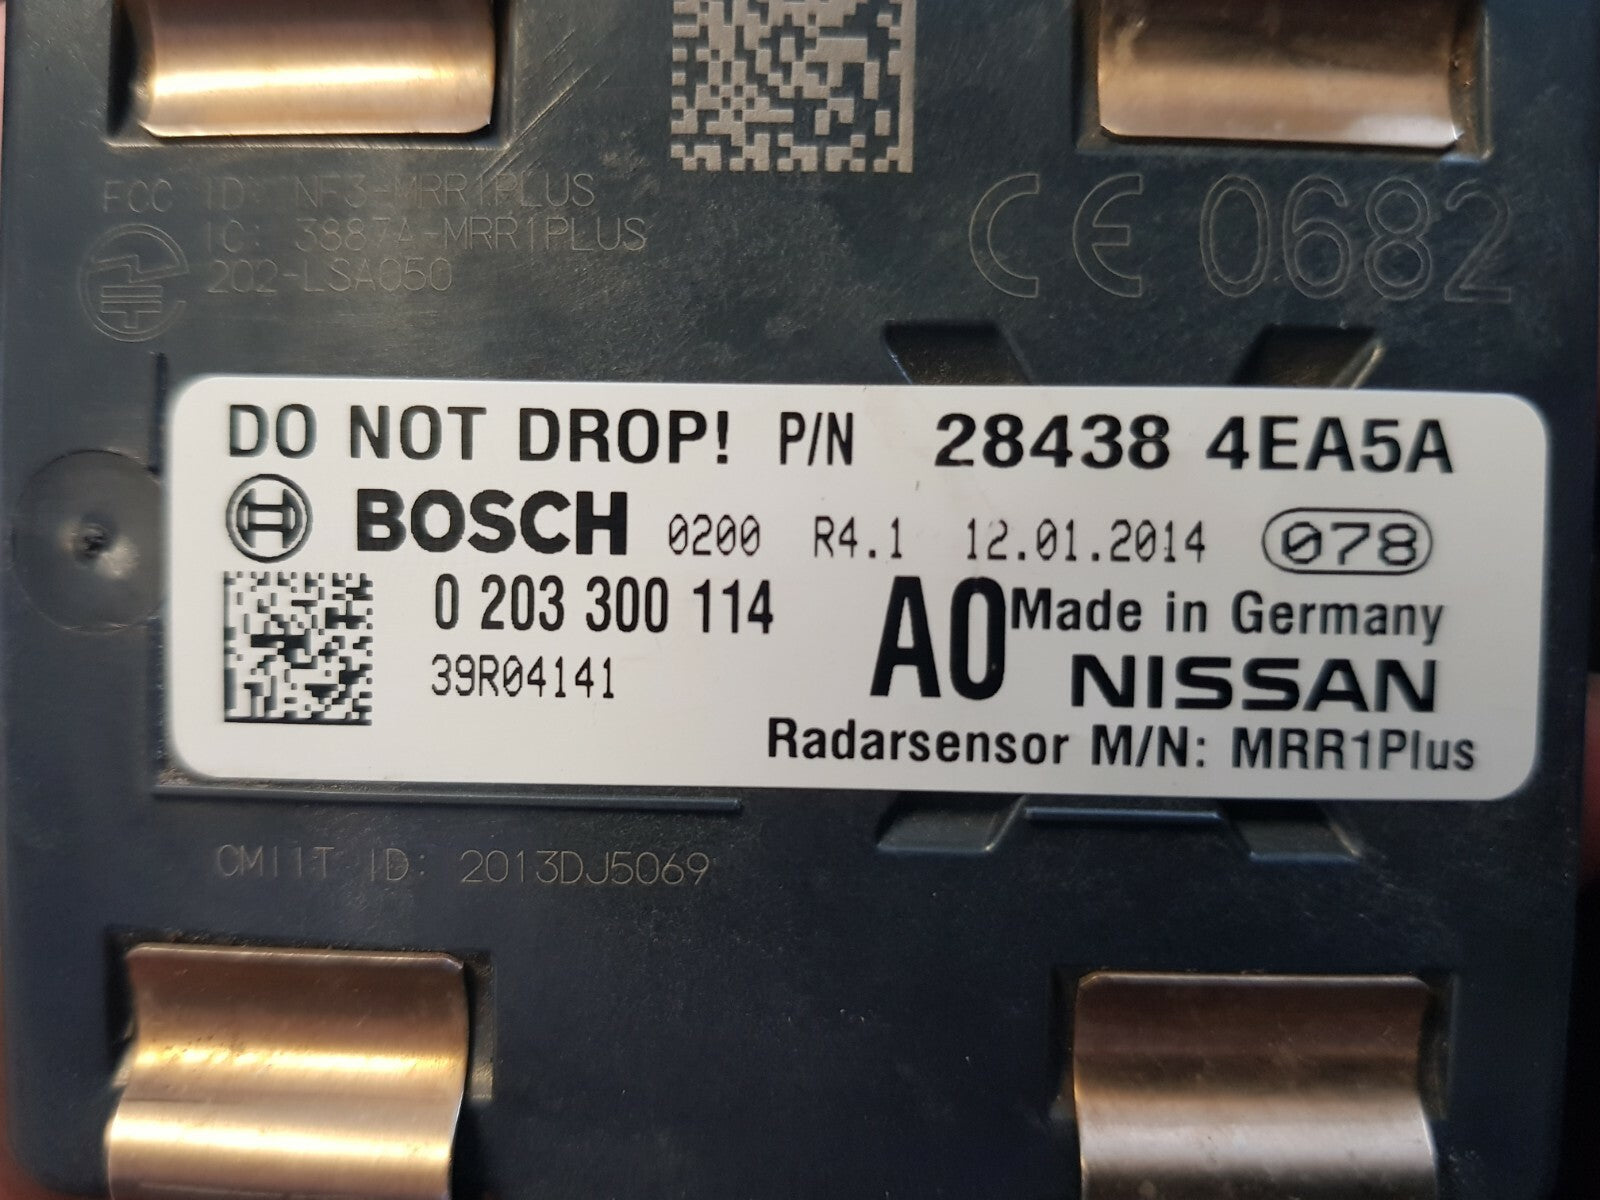 FCC ID: NF3-MRR1PLUS
IC: 3887A-MRR1PLUS
202-LSA050
CE 0682
DO NOT DROP! P/N 28438 4EA5A
BOSCH 0200 R4.1 12.01.2014 078
0 203 300 114 A0 Made in Germany
39R04141 NISSAN
Radarsensor M/N: MRR1Plus
CMIIT ID: 2013DJ5069